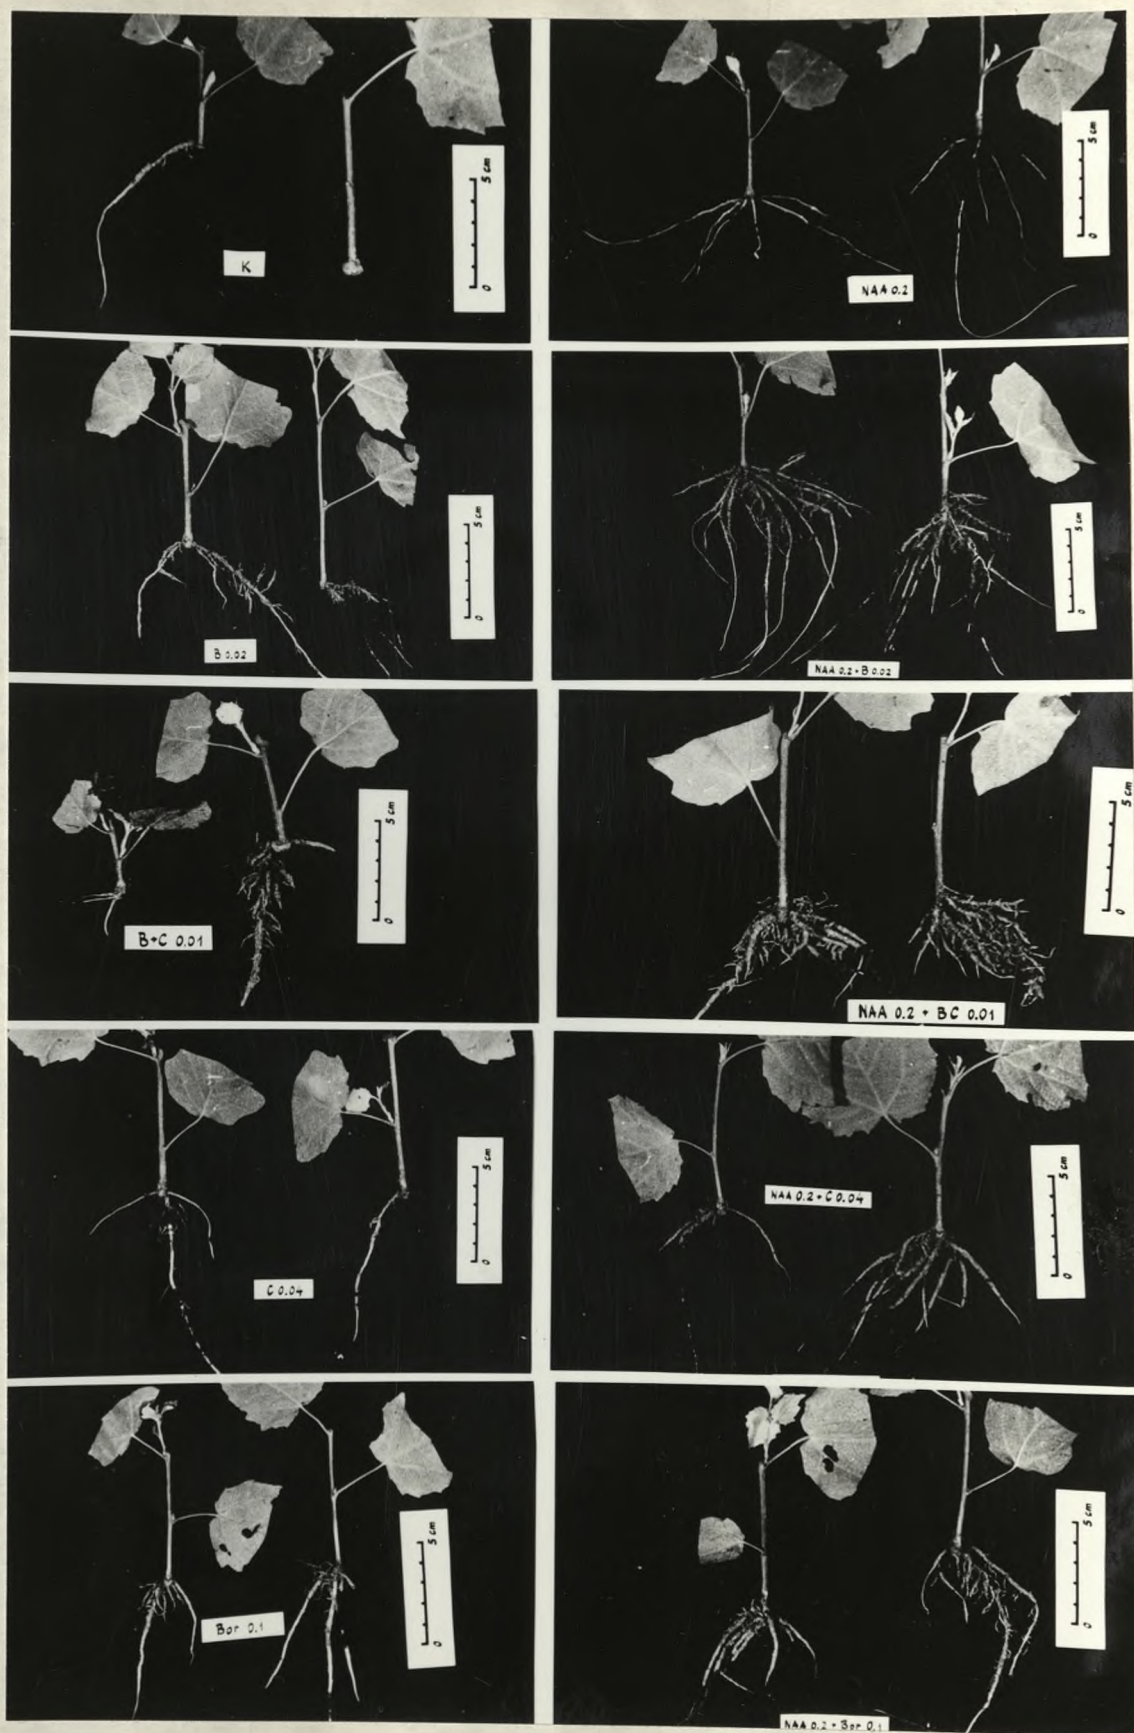 K
0 5 cm
NAA 0.2
0 5 cm
B 0.02
0 5 cm
NAA 0.2 + B 0.02
0 5 cm
B+C 0.01
0 5 cm
NAA 0.2 + BC 0.01
0 5 cm
C 0.04
0 5 cm
NAA 0.2 + C 0.04
0 5 cm
Bor 0.1
0 5 cm
NAA 0.2 + Bor 0.1
0 5 cm